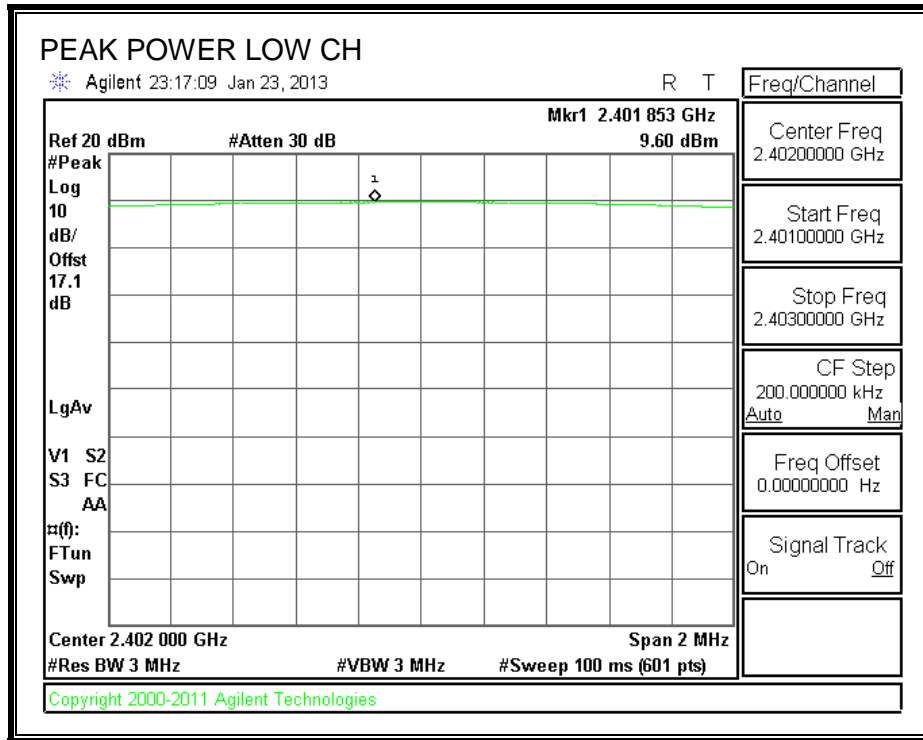 PEAK POWER LOW CH
Agilent 23:17:09 Jan 23, 2013 R T
Mkr1 2.401 853 GHz
Ref 20 dBm #Atten 30 dB 9.60 dBm
#Peak
Log
10
dB/
Offst
17.1
dB
LgAv
V1 S2
S3 FC
AA
¤(f):
FTun
Swp
1
Center 2.402 000 GHz Span 2 MHz
#Res BW 3 MHz #VBW 3 MHz #Sweep 100 ms (601 pts)
Copyright 2000-2011 Agilent Technologies
Freq/Channel
Center Freq
2.40200000 GHz
Start Freq
2.40100000 GHz
Stop Freq
2.40300000 GHz
CF Step
200.000000 kHz
Auto Man
Freq Offset
0.00000000 Hz
Signal Track
On Off